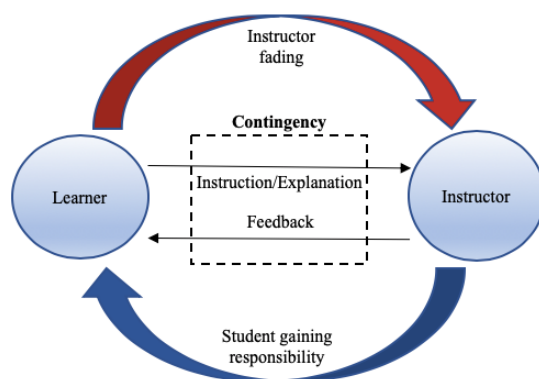 Instructor
fading
Contingency
Instruction/Explanation
Learner
Instructor
Feedback
Student gaining
responsibility